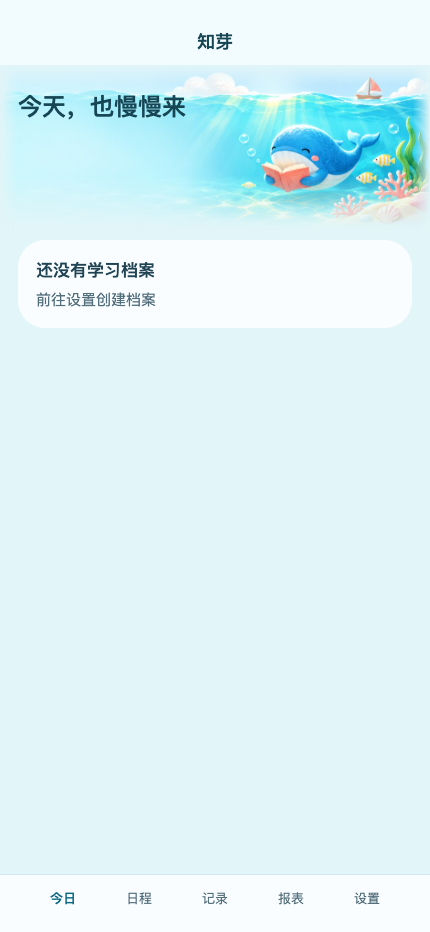 知芽
今天，也慢慢来
还没有学习档案
前往设置创建档案
今日
日程
记录
报表
设置